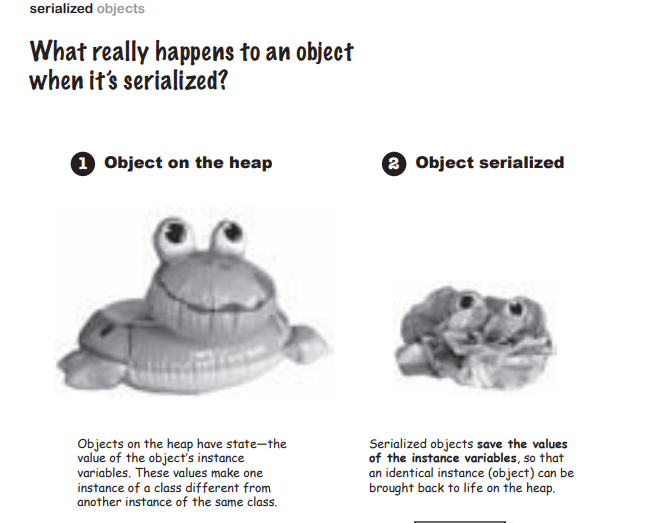 serialized objects
What really happens to an object
when it's serialized?
1 Object on the heap
2 Object serialized
Objects on the heap have state—the
value of the object's instance
variables. These values make one
instance of a class different from
another instance of the same class.
Serialized objects save the values
of the instance variables, so that
an identical instance (object) can be
brought back to life on the heap.